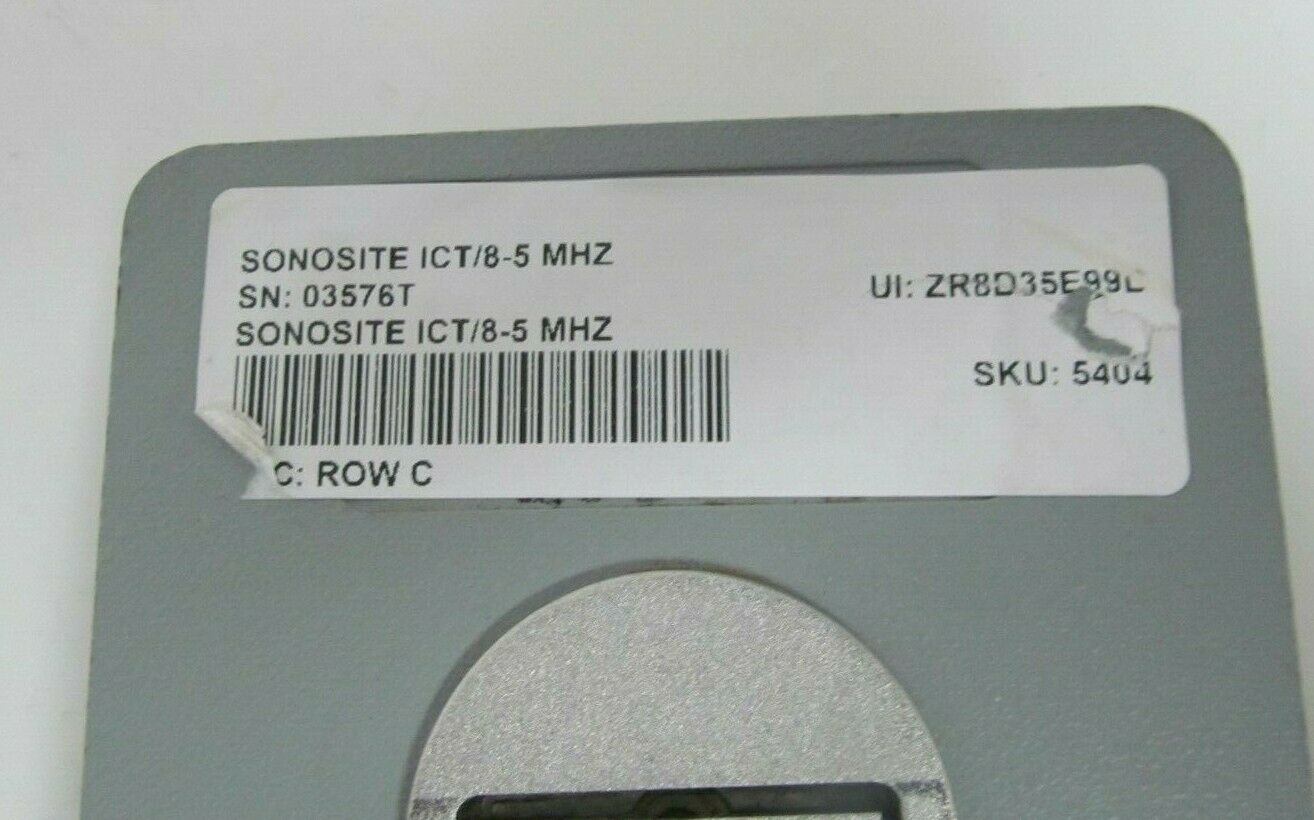 SONOSITE ICT/8-5 MHZ
SN: 03576T
UI: ZR8D35E99
SONOSITE ICT/8-5 MHZ
SKU: 5404
C: ROW C